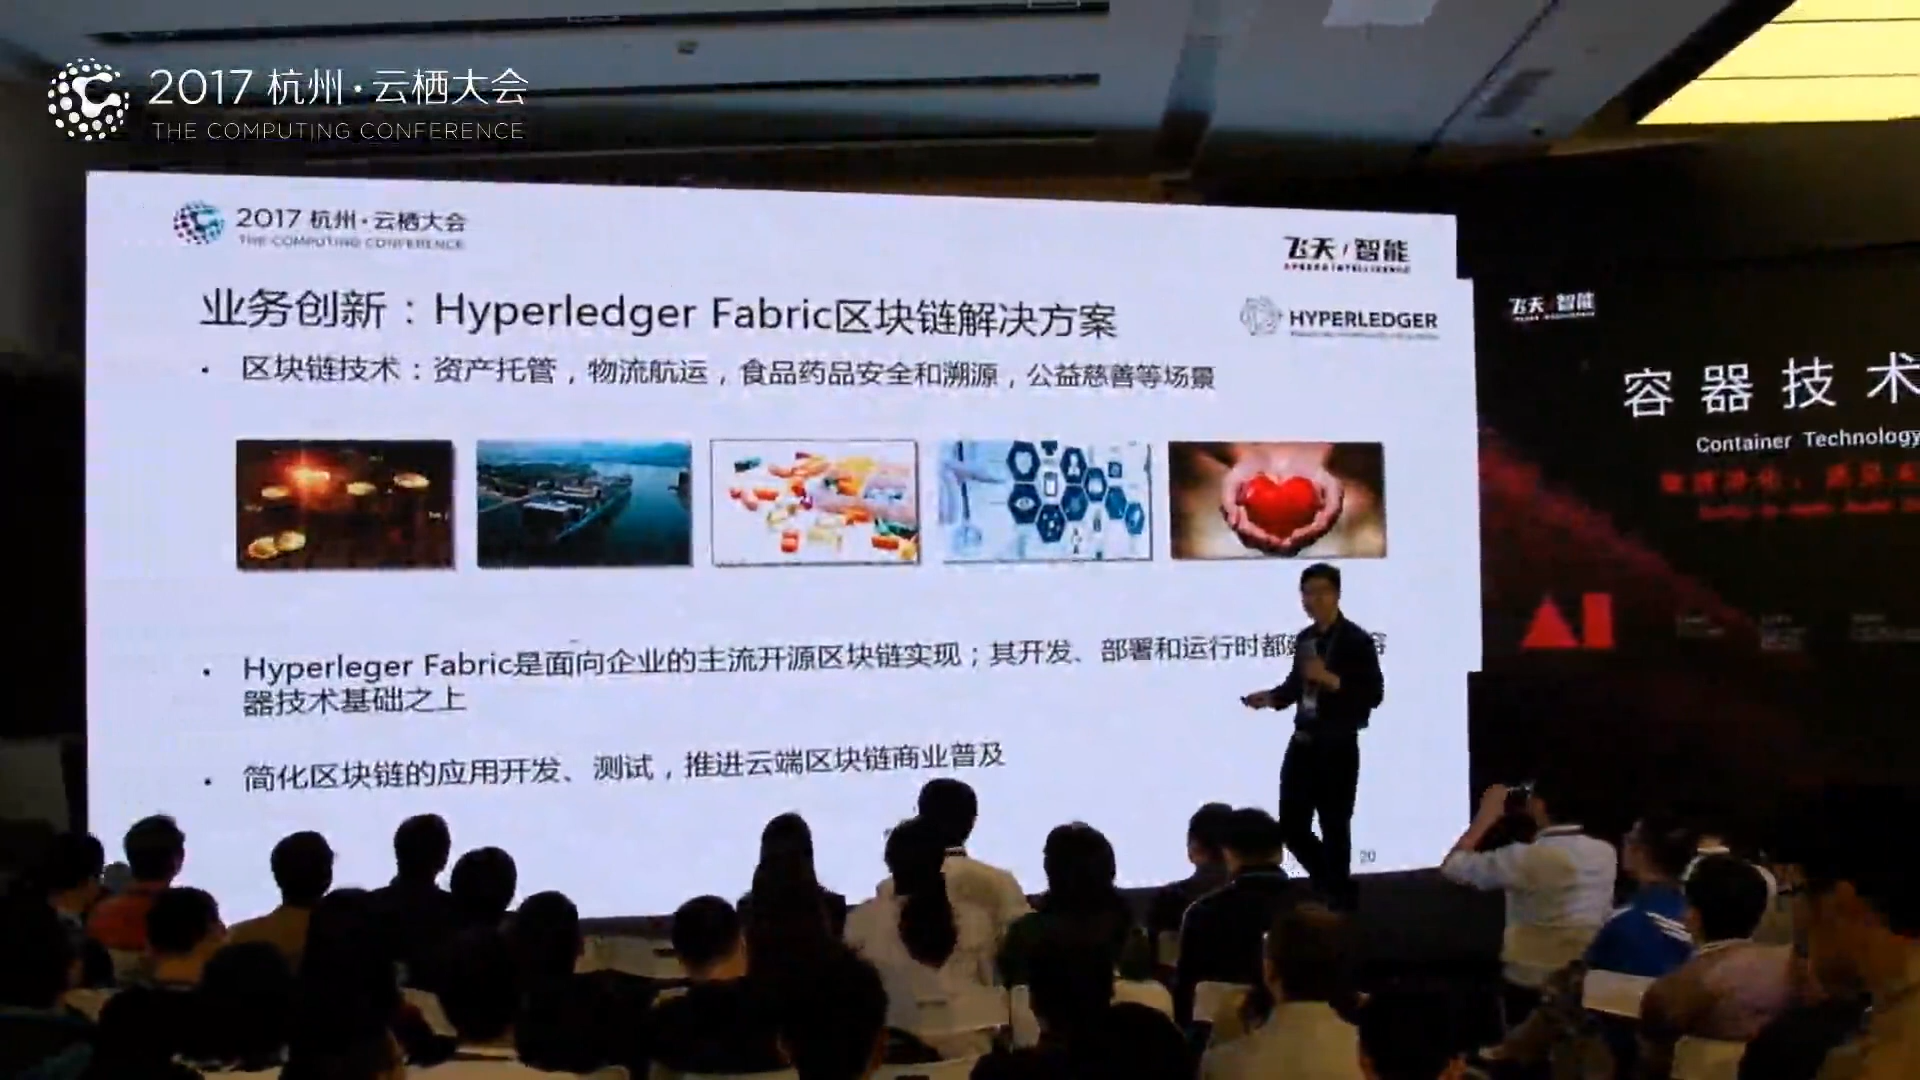 2017 杭州·云栖大会
THE COMPUTING CONFERENCE
2017 杭州·云栖大会
THE COMPUTING CONFERENCE
飞天/智能
APSARA INTELLIGENCE
业务创新：Hyperledger Fabric区块链解决方案
HYPERLEDGER
• 区块链技术：资产托管，物流航运，食品药品安全和溯源，公益慈善等场景
• Hyperleger Fabric是面向企业的主流开源区块链实现；其开发、部署和运行时都 容
器技术基础之上
• 简化区块链的应用开发、测试，推进云端区块链商业普及
20
飞天/智能
容器技术
Container Technology